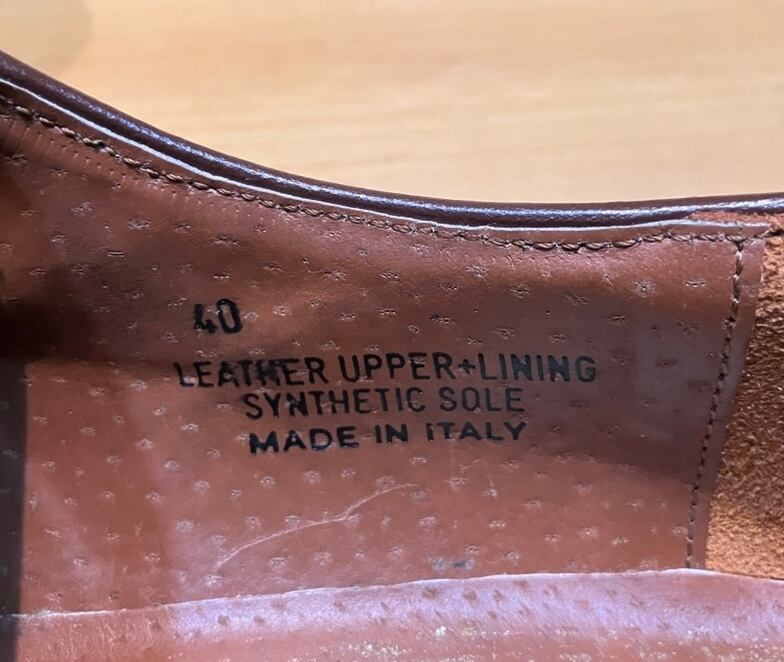 40
LEATHER UPPER+LINING
SYNTHETIC SOLE
MADE IN ITALY